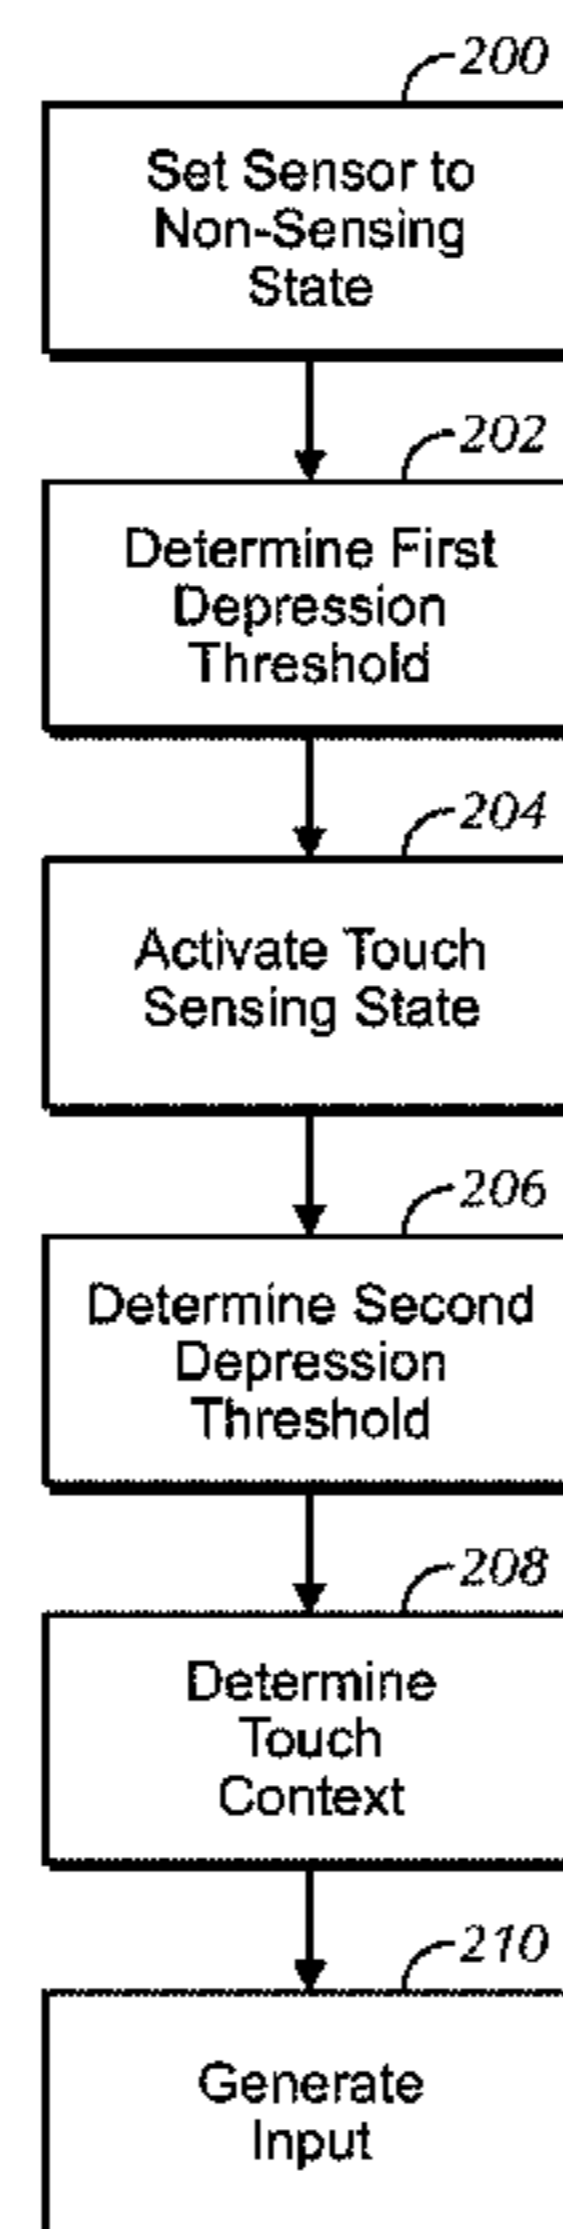 200
Set Sensor to
Non-Sensing
State
202
Determine First
Depression
Threshold
204
Activate Touch
Sensing State
206
Determine Second
Depression
Threshold
208
Determine
Touch
Context
210
Generate
Input